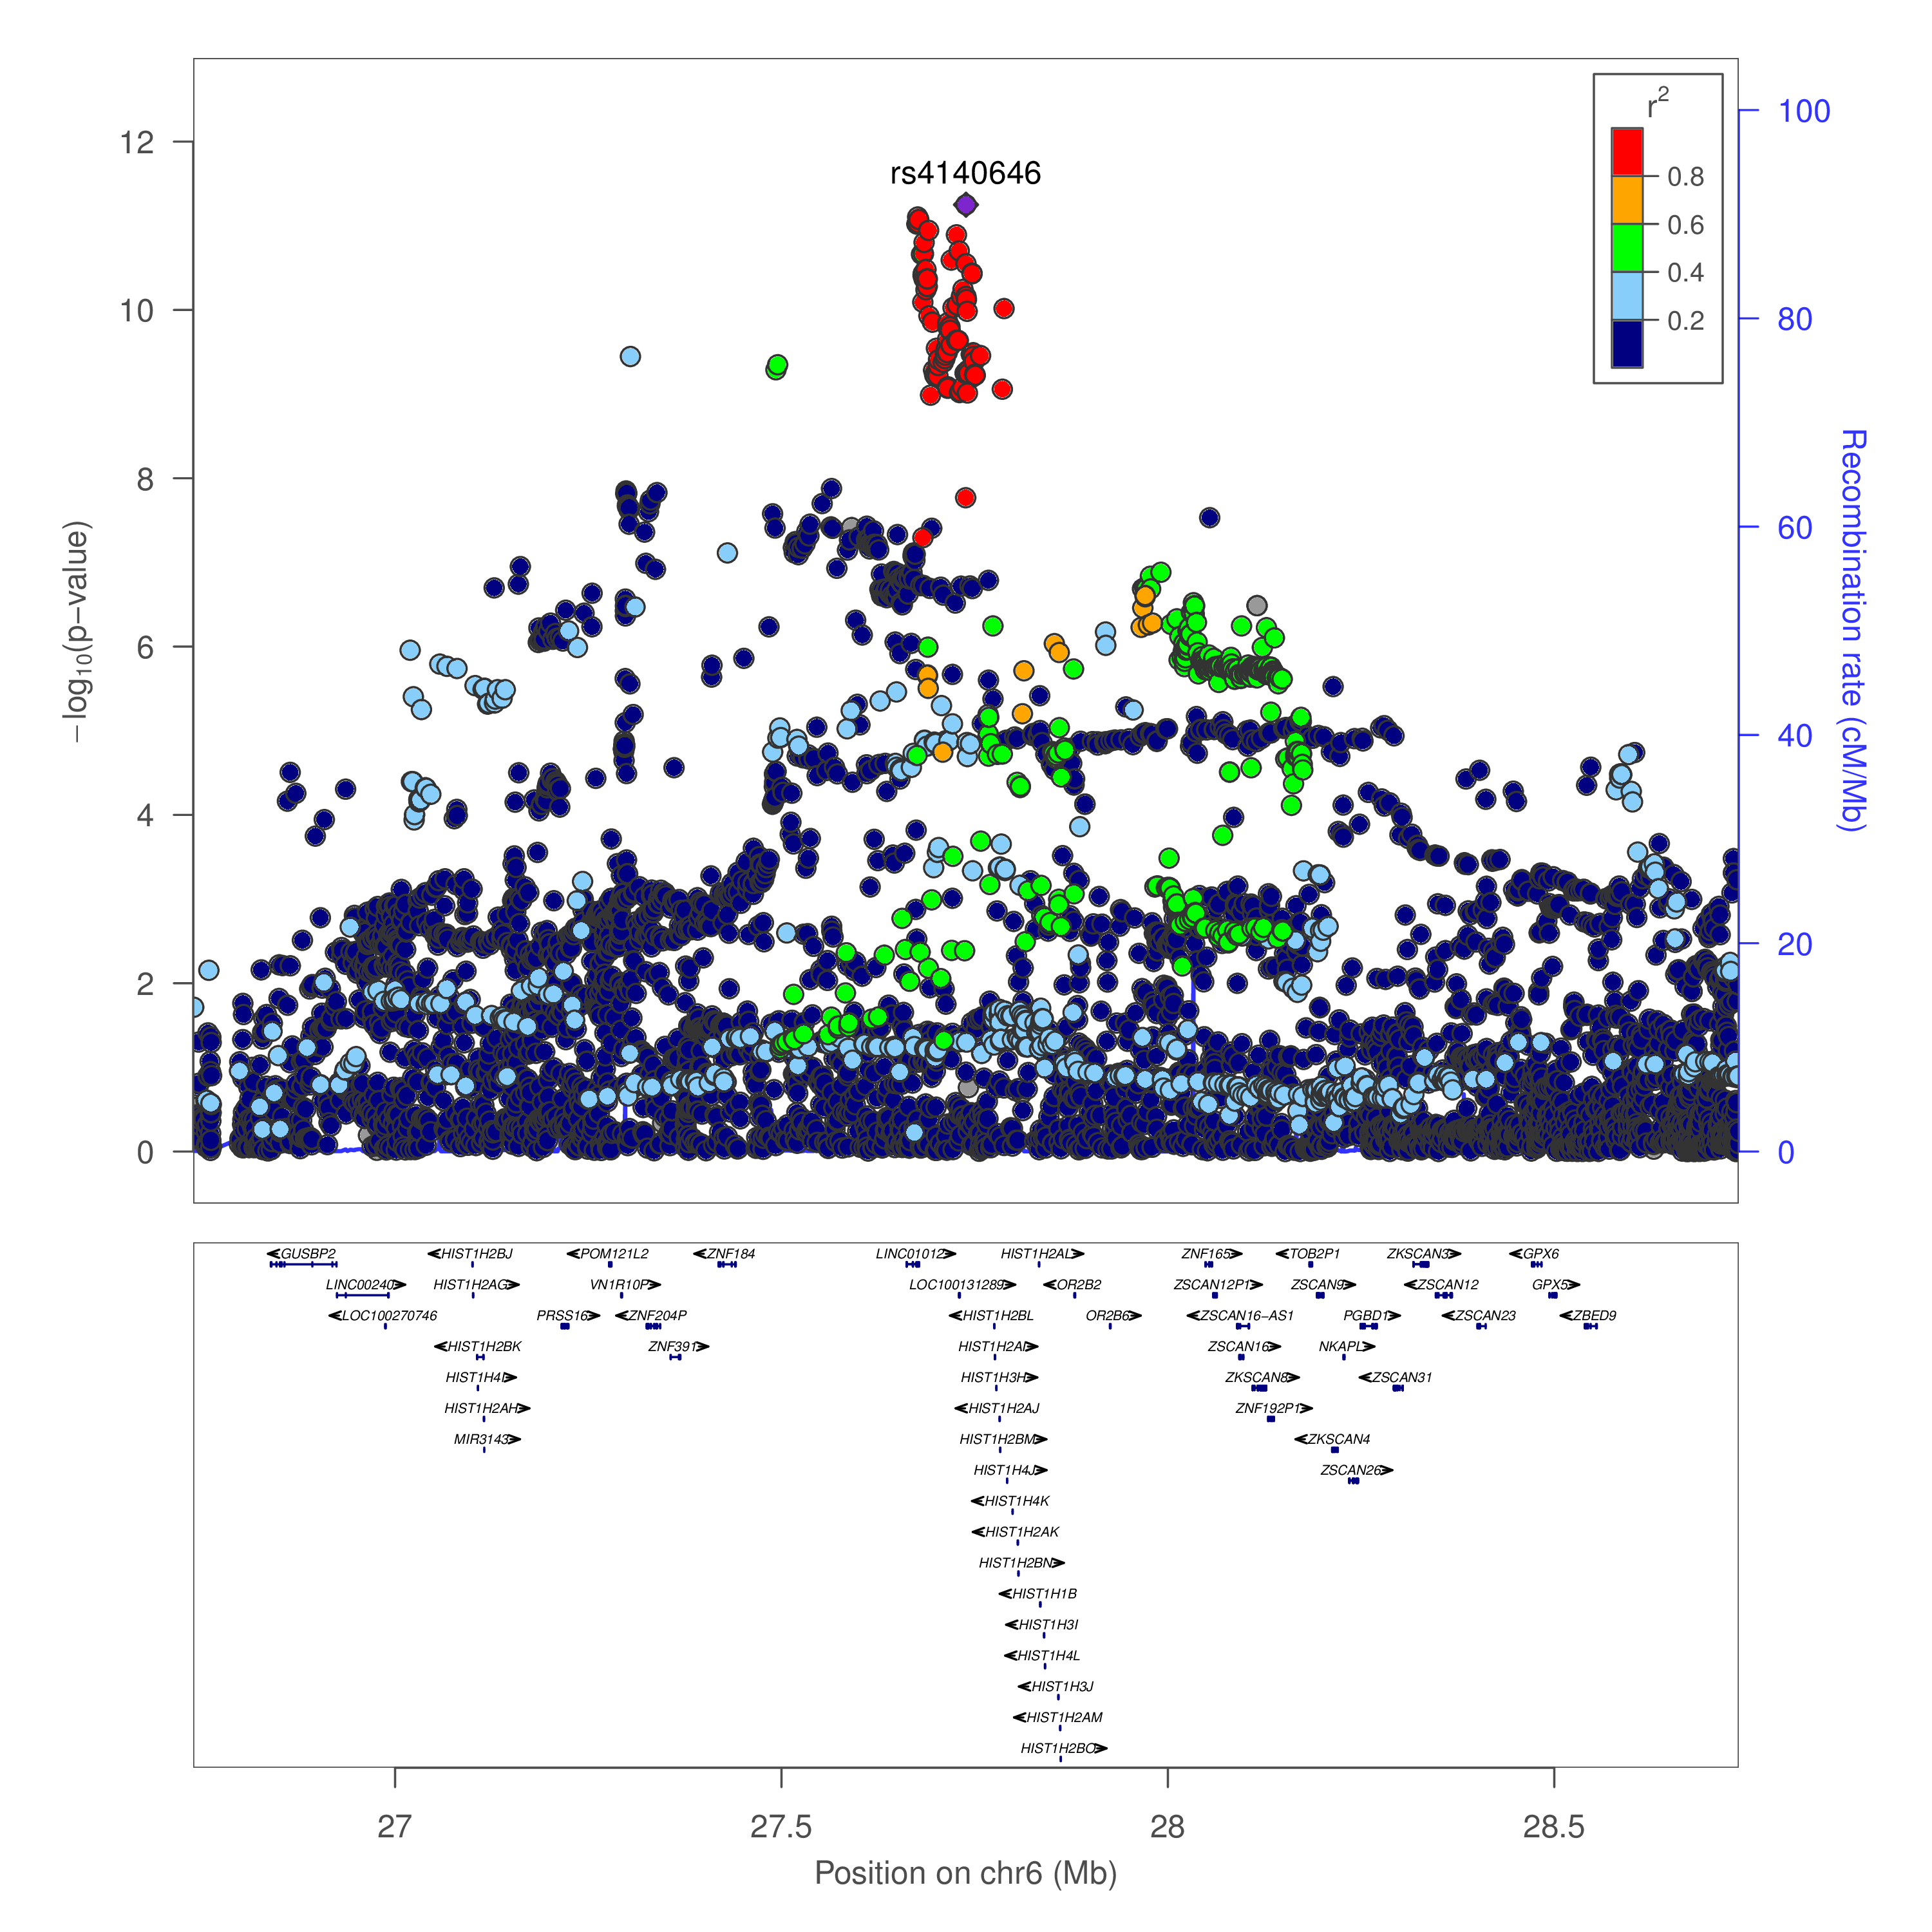 rs4140646
r2
0.8
0.6
0.4
0.2
12
10
8
6
4
2
0
−log10(p−value)
100
80
60
40
20
0
Recombination rate (cM/Mb)
GUSBP2 HIST1H2BJ POM121L2 ZNF184 LINC01012 HIST1H2AL ZNF165 TOB2P1 ZKSCAN3 GPX6
LINC00240 HIST1H2AG VN1R10P LOC100131289 OR2B2 ZSCAN12P1 ZSCAN9 ZSCAN12 GPX5
LOC100270746 PRSS16 ZNF204P HIST1H2BL OR2B6 ZSCAN16−AS1 PGBD1 ZSCAN23 ZBED9
HIST1H2BK ZNF391 HIST1H2AI ZSCAN16 NKAPL
HIST1H4I HIST1H3H ZKSCAN8 ZSCAN31
HIST1H2AH HIST1H2AJ ZNF192P1
MIR3143 HIST1H2BM ZKSCAN4
HIST1H4J ZSCAN26
HIST1H4K
HIST1H2AK
HIST1H2BN
HIST1H1B
HIST1H3I
HIST1H4L
HIST1H3J
HIST1H2AM
HIST1H2BO
27 27.5 28 28.5
Position on chr6 (Mb)